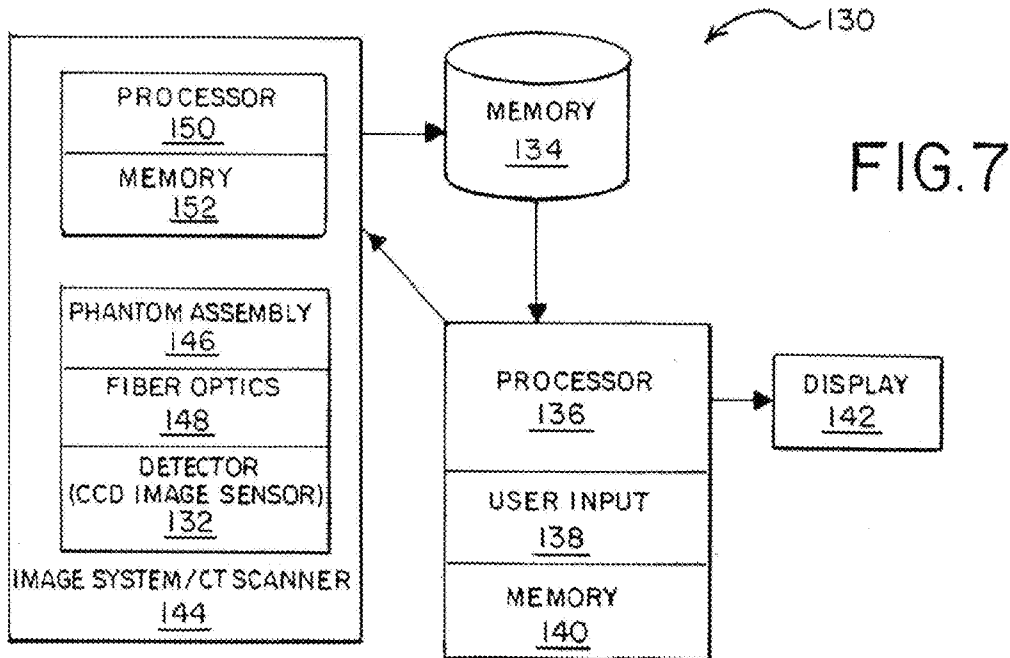 130
PROCESSOR
150
MEMORY
152
MEMORY
134
FIG.7
PHANTOM ASSEMBLY
146
FIBER OPTICS
148
DETECTOR
(CCD IMAGE SENSOR)
132
IMAGE SYSTEM/CT SCANNER
144
PROCESSOR
136
USER INPUT
138
MEMORY
140
DISPLAY
142